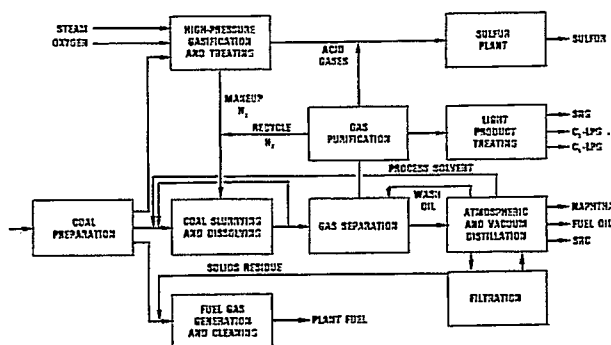 STEAM
OXYGEN
HIGH-PRESSURE
GASIFICATION
AND TREATING
ACID
GASES
SULFUR
PLANT
SULFUR
MAKEUP
H₂
RECYCLE
H₂
GAS
PURIFICATION
LIGHT
PRODUCT
TREATING
SNG
C₃-LPG
C₄-LPG
PROCESS SOLVENT
COAL
PREPARATION
COAL SLURRYING
AND DISSOLVING
GAS SEPARATION
WASH
OIL
ATMOSPHERIC
AND VACUUM
DISTILLATION
NAPHTHA
FUEL OIL
SRC
SOLIDS RESIDUE
FILTRATION
FUEL GAS
GENERATION
AND CLEANING
PLANT FUEL